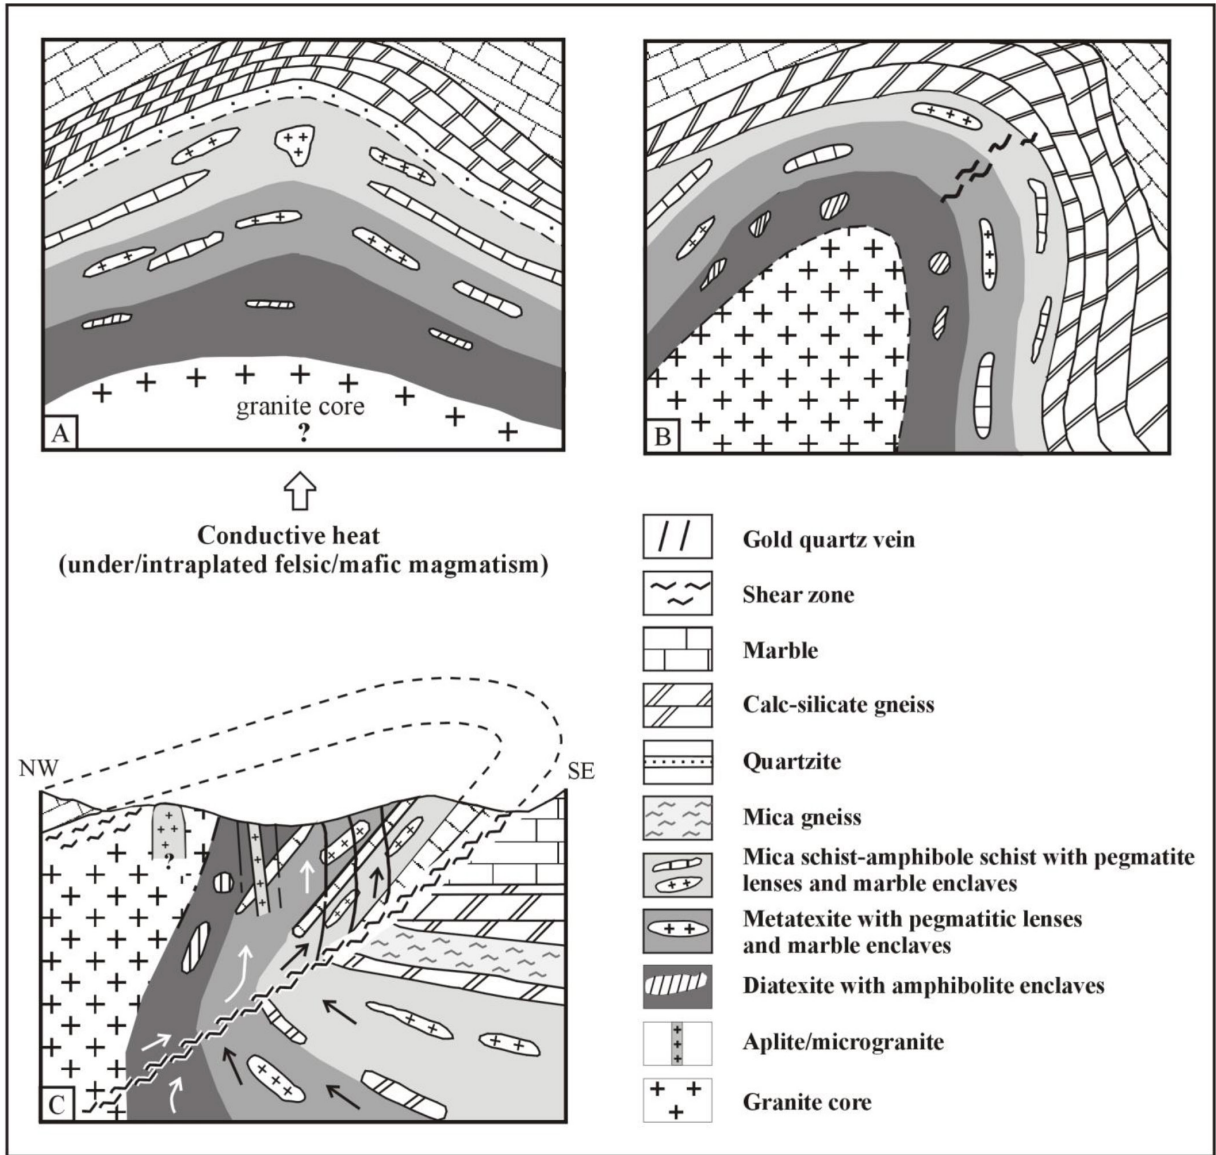 granite core
?
A
B
Conductive heat
(under/intraplated felsic/mafic magmatism)
NW
SE
?
C
Gold quartz vein
Shear zone
Marble
Calc-silicate gneiss
Quartzite
Mica gneiss
Mica schist-amphibole schist with pegmatite
lenses and marble enclaves
Metatexite with pegmatitic lenses
and marble enclaves
Diatexite with amphibolite enclaves
Aplite/microgranite
Granite core